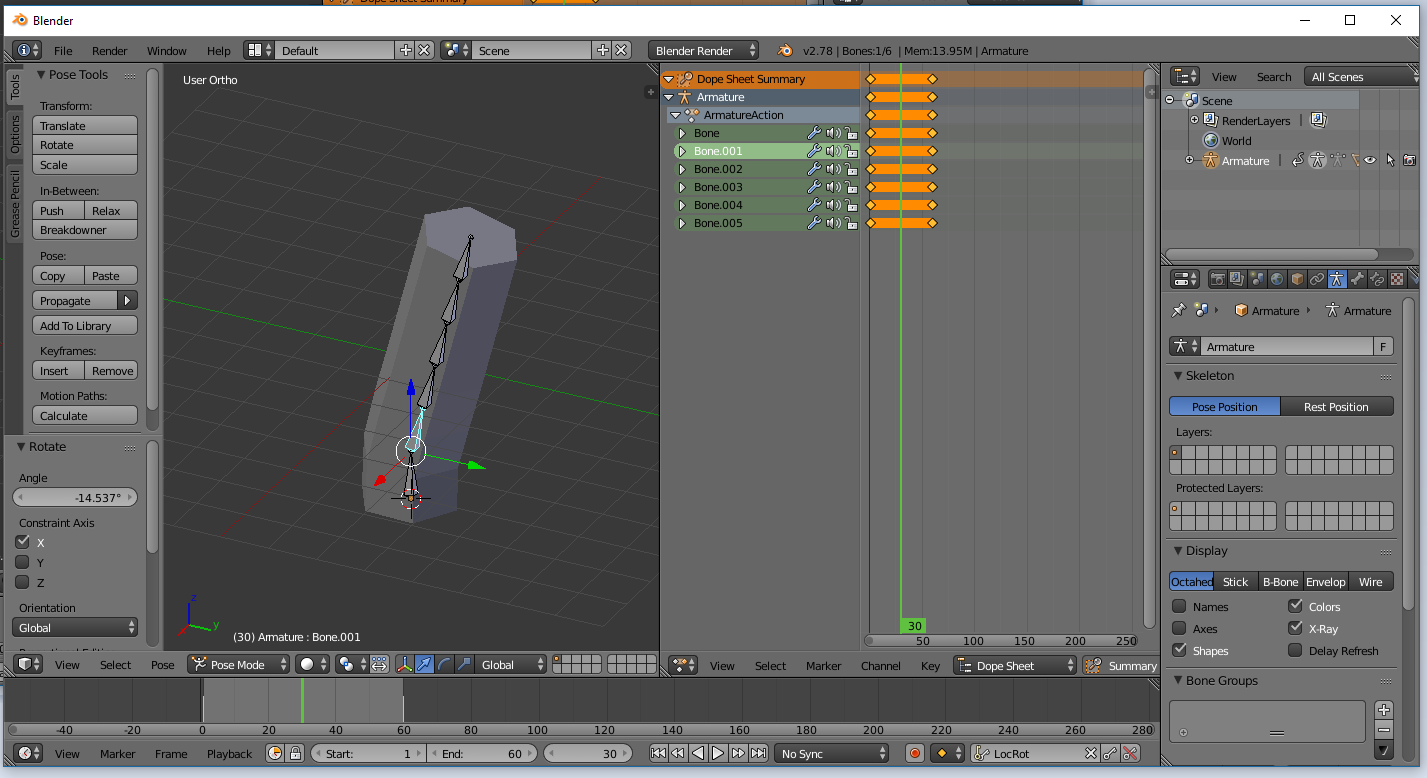 Dope Sheet Summary
Blender
File Render Window Help Default Scene Blender Render v2.78 | Bones:1/6 | Mem:13.95M | Armature
Tools
Options
Grease Pencil
Pose Tools
Transform:
Translate
Rotate
Scale
In-Between:
Push Relax
Breakdowner
Pose:
Copy Paste
Propagate
Add To Library
Keyframes:
Insert Remove
Motion Paths:
Calculate
Rotate
Angle
-14.537°
Constraint Axis
X
Y
Z
Orientation
Global
User Ortho
z
y
(30) Armature : Bone.001
View Select Pose Pose Mode Global
Dope Sheet Summary
Armature
ArmatureAction
Bone
Bone.001
Bone.002
Bone.003
Bone.004
Bone.005
30
50 100 150 200 250
View Select Marker Channel Key Dope Sheet Summary
View Search All Scenes
Scene
RenderLayers |
World
Armature |
Armature Armature
Armature F
Skeleton
Pose Position Rest Position
Layers:
Protected Layers:
Display
Octahed Stick B-Bone Envelop Wire
Names Colors
Axes X-Ray
Shapes Delay Refresh
Bone Groups
-40 -20 0 20 40 60 80 100 120 140 160 180 200 220 240 260 280
View Marker Frame Playback Start: 1 End: 60 30 No Sync LocRot